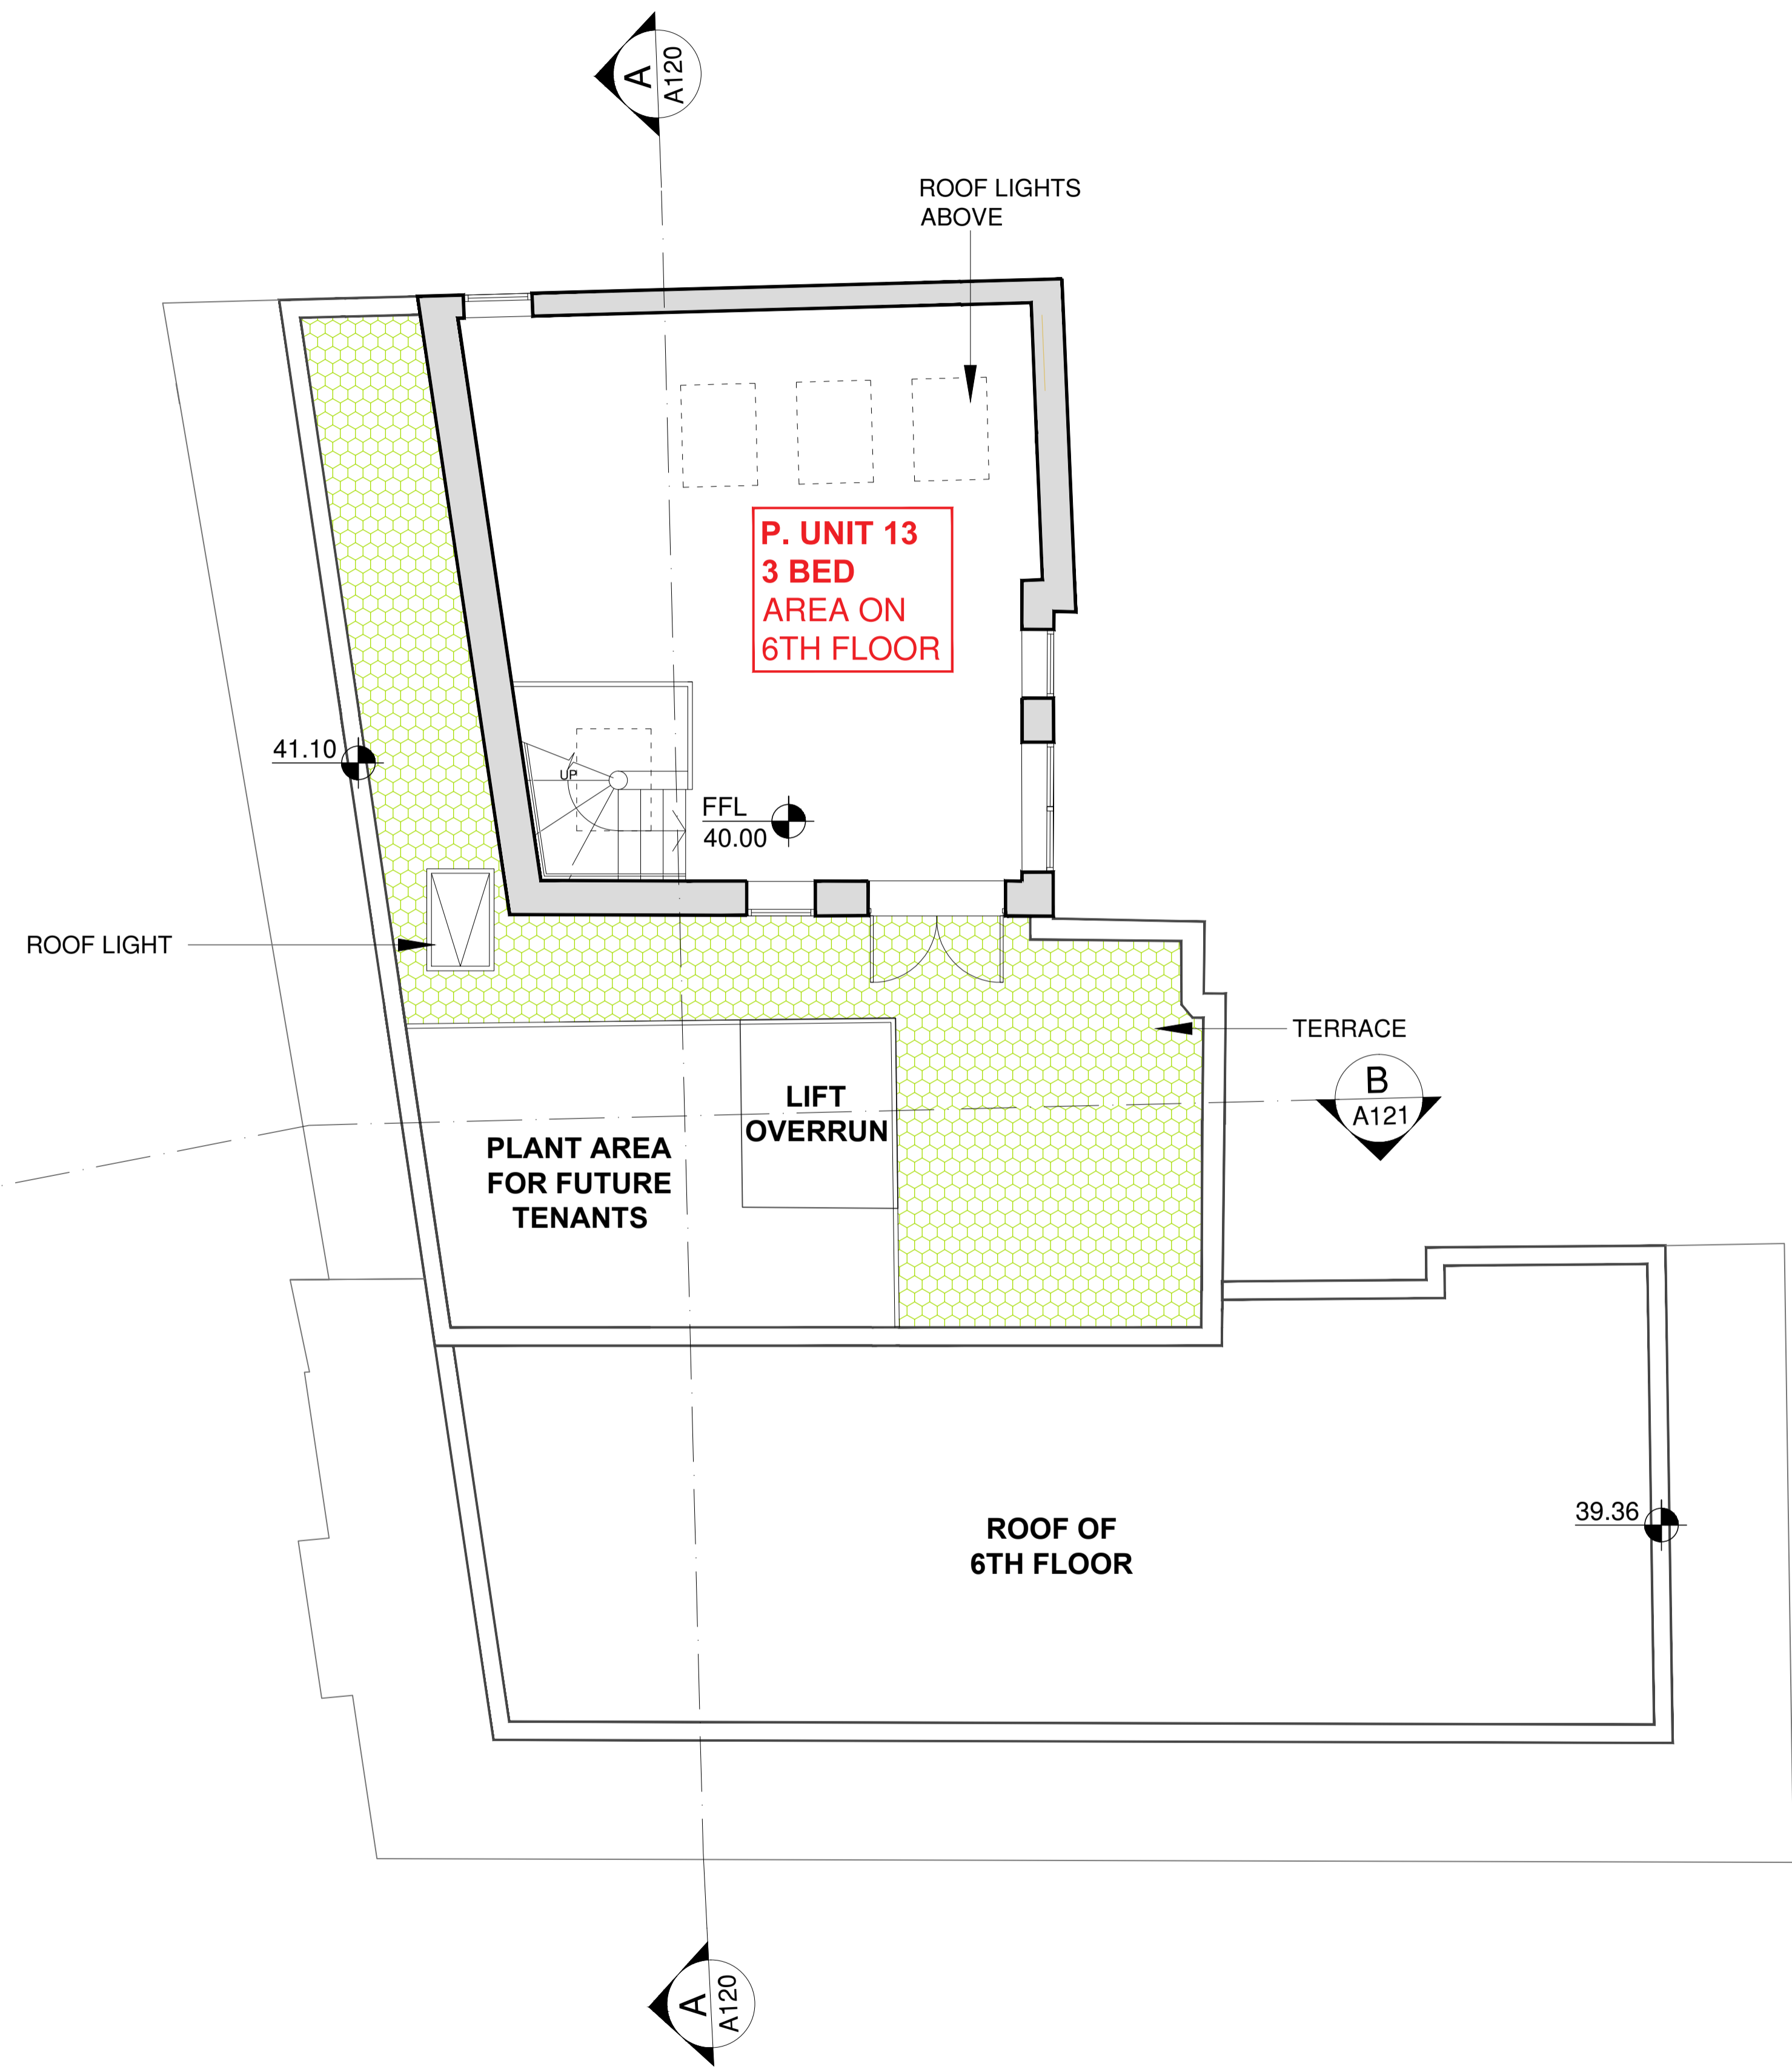 A
A120
ROOF LIGHTS
ABOVE
P. UNIT 13
3 BED
AREA ON
6TH FLOOR
41.10
UP
FFL
40.00
ROOF LIGHT
TERRACE
B
A121
LIFT
OVERRUN
PLANT AREA
FOR FUTURE
TENANTS
39.36
ROOF OF
6TH FLOOR
A
A120